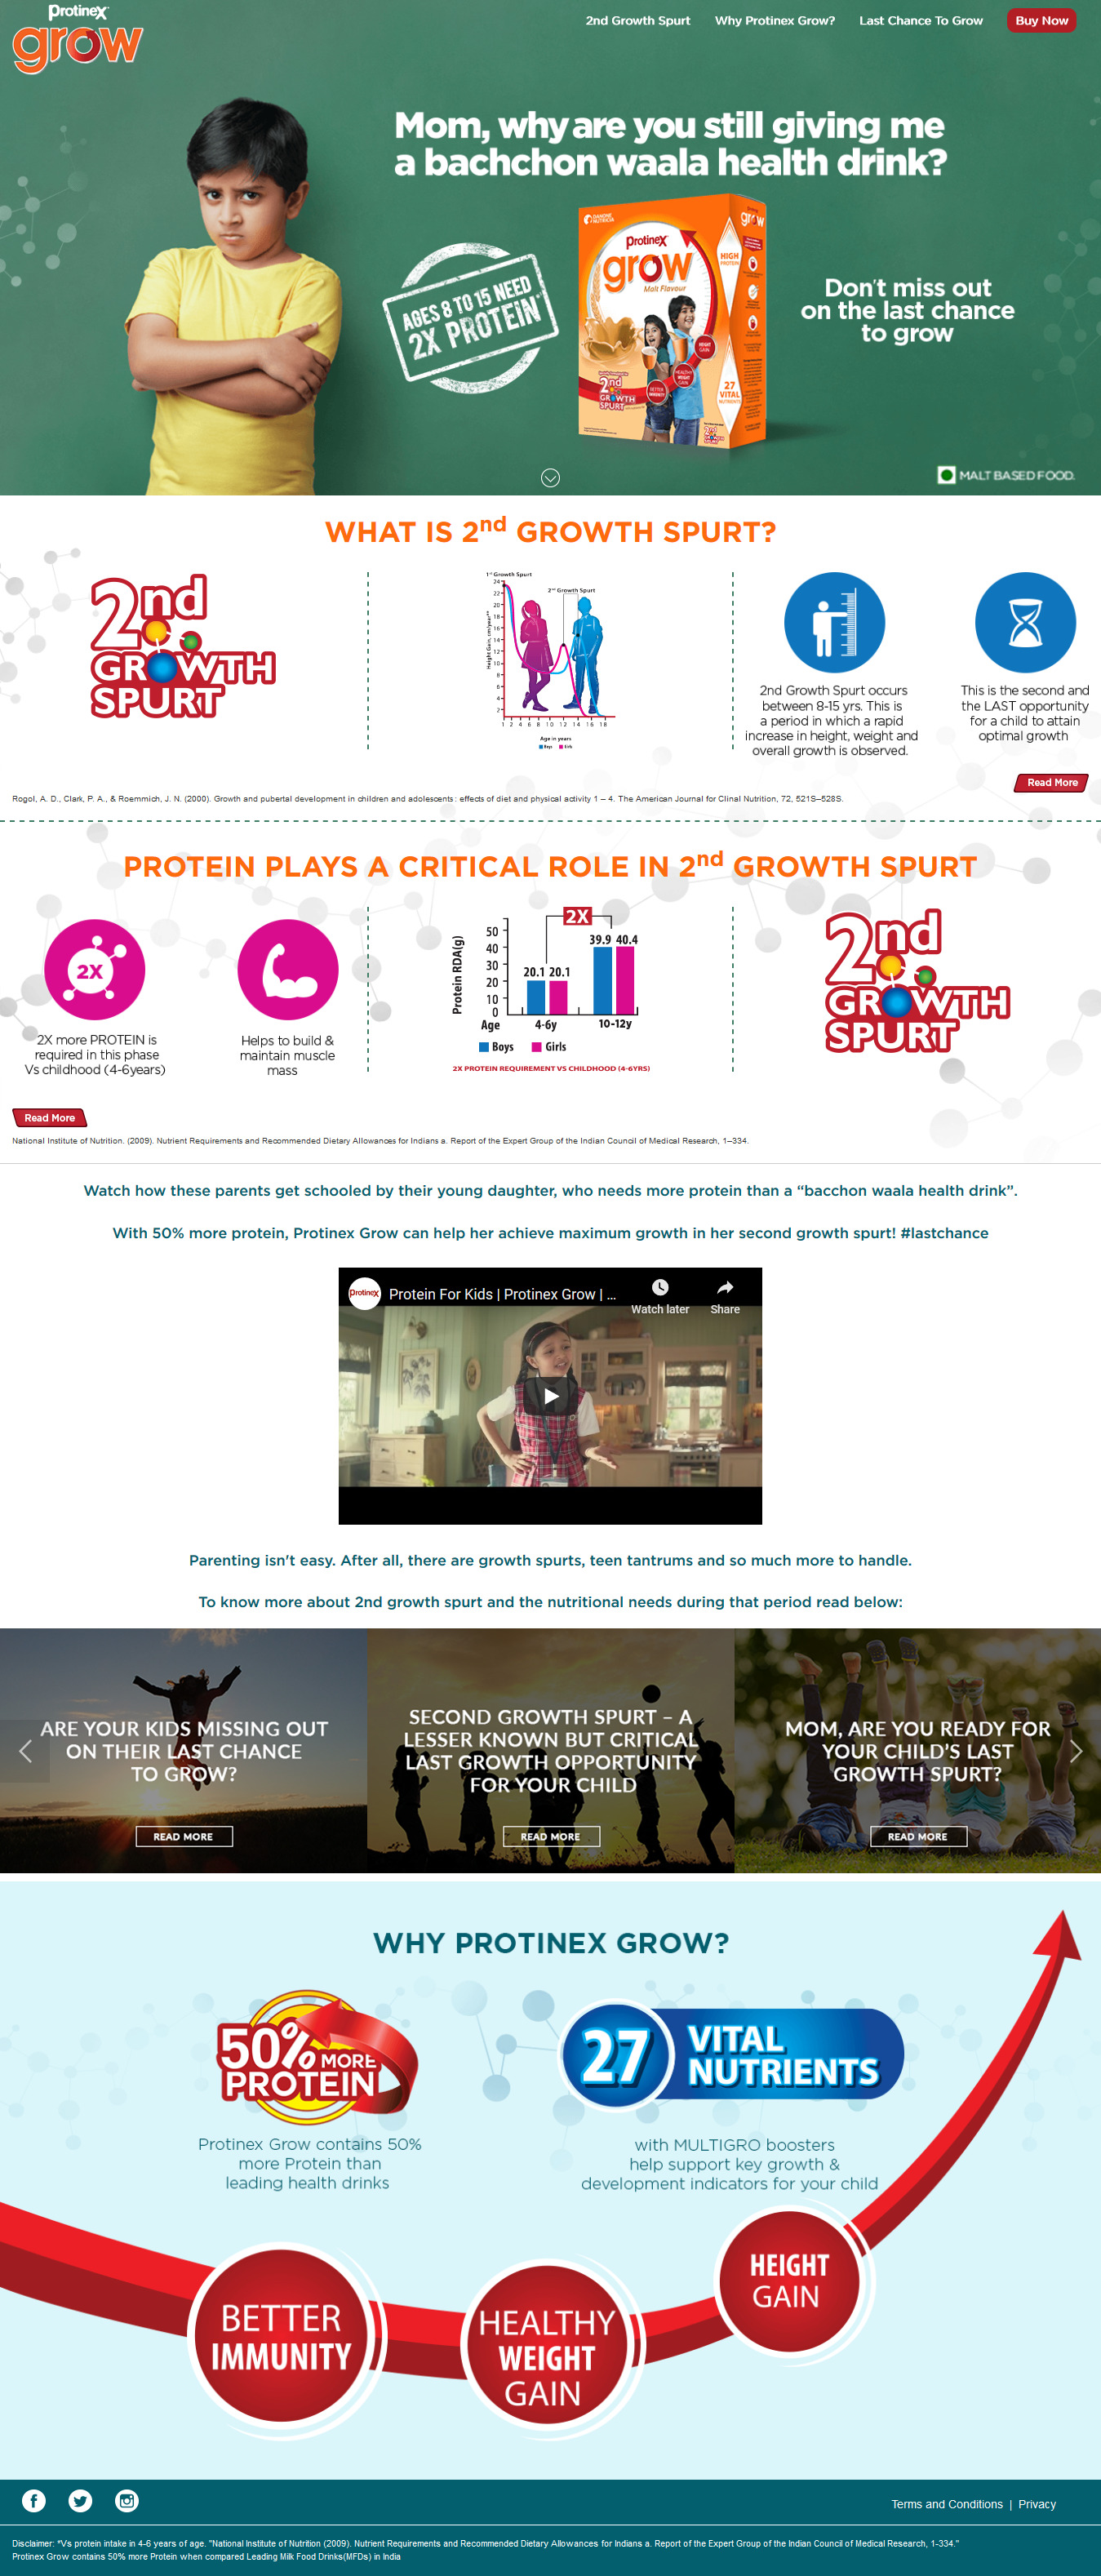 Protinex
grow
2nd Growth Spurt
Why Protinex Grow?
Last Chance To Grow
Buy Now
Mom, why are you still giving me
a bachchon waala health drink?
AGES 8 TO 15 NEED
2X PROTEIN*
DANONE
NUTRICIA
Protinex
grow
Malt Flavour
HEIGHT
GAIN
HEALTHY
WEIGHT
GAIN
BETTER
IMMUNITY
2nd
GROWTH
SPURT
grow
HIGH
PROTEIN
27
VITAL
NUTRIENTS
2nd
GROWTH
SPURT
Don't miss out
on the last chance
to grow
MALT BASED FOOD.
WHAT IS 2nd GROWTH SPURT?
2nd
GROWTH
SPURT
1st Growth Spurt
2nd Growth Spurt
Height Gain, cm/year**
24
22
20
18
16
14
12
10
8
6
4
2
1 2 4 6 8 10 12 14 16 18
Age in years
Boys Girls
2nd Growth Spurt occurs
between 8-15 yrs. This is
a period in which a rapid
increase in height, weight and
overall growth is observed.
This is the second and
the LAST opportunity
for a child to attain
optimal growth
Read More
Rogol, A. D., Clark, P. A., & Roemmich, J. N. (2000). Growth and pubertal development in children and adolescents: effects of diet and physical activity 1 – 4. The American Journal for Clinal Nutrition, 72, 521S–528S.
PROTEIN PLAYS A CRITICAL ROLE IN 2nd GROWTH SPURT
2X
2X more PROTEIN is
required in this phase
Vs childhood (4-6years)
Helps to build &
maintain muscle
mass
2X
Protein RDA(g)
50
40
30
20
10
0
20.1 20.1
39.9 40.4
Age 4-6y 10-12y
Boys Girls
2X PROTEIN REQUIREMENT VS CHILDHOOD (4-6YRS)
2nd
GROWTH
SPURT
Read More
National Institute of Nutrition. (2009). Nutrient Requirements and Recommended Dietary Allowances for Indians a. Report of the Expert Group of the Indian Council of Medical Research, 1–334.
Watch how these parents get schooled by their young daughter, who needs more protein than a “bacchon waala health drink”.
With 50% more protein, Protinex Grow can help her achieve maximum growth in her second growth spurt! #lastchance
Protinex
Protein For Kids | Protinex Grow | ...
Watch later
Share
Parenting isn't easy. After all, there are growth spurts, teen tantrums and so much more to handle.
To know more about 2nd growth spurt and the nutritional needs during that period read below:
ARE YOUR KIDS MISSING OUT
ON THEIR LAST CHANCE
TO GROW?
READ MORE
SECOND GROWTH SPURT – A
LESSER KNOWN BUT CRITICAL
LAST GROWTH OPPORTUNITY
FOR YOUR CHILD
READ MORE
MOM, ARE YOU READY FOR
YOUR CHILD'S LAST
GROWTH SPURT?
READ MORE
WHY PROTINEX GROW?
50% MORE
PROTEIN
Protinex Grow contains 50%
more Protein than
leading health drinks
27 VITAL
NUTRIENTS
with MULTIGRO boosters
help support key growth &
development indicators for your child
BETTER
IMMUNITY
HEALTHY
WEIGHT
GAIN
HEIGHT
GAIN
Terms and Conditions | Privacy
Disclaimer: *Vs protein intake in 4-6 years of age. "National Institute of Nutrition (2009). Nutrient Requirements and Recommended Dietary Allowances for Indians a. Report of the Expert Group of the Indian Council of Medical Research, 1-334."
Protinex Grow contains 50% more Protein when compared Leading Milk Food Drinks(MFDs) in India